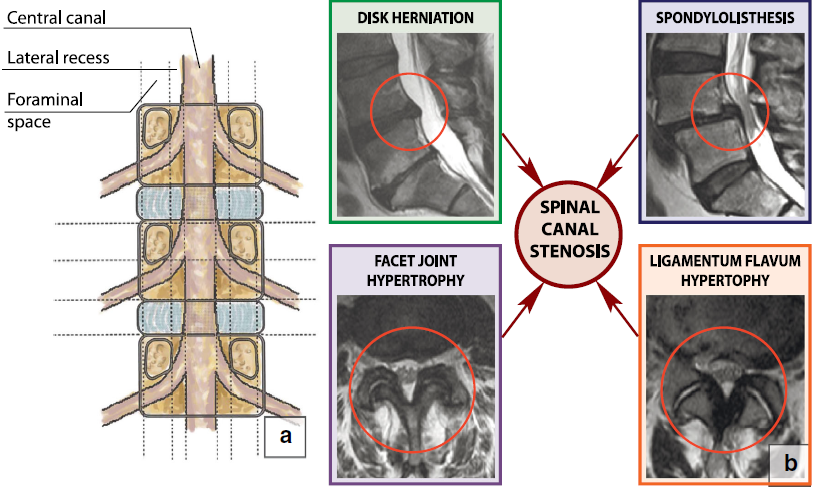 Central canal
Lateral recess
Foraminal
space
a
DISK HERNIATION
SPONDYLOLISTHESIS
SPINAL
CANAL
STENOSIS
FACET JOINT
HYPERTROPHY
LIGAMENTUM FLAVUM
HYPERTOPHY
b